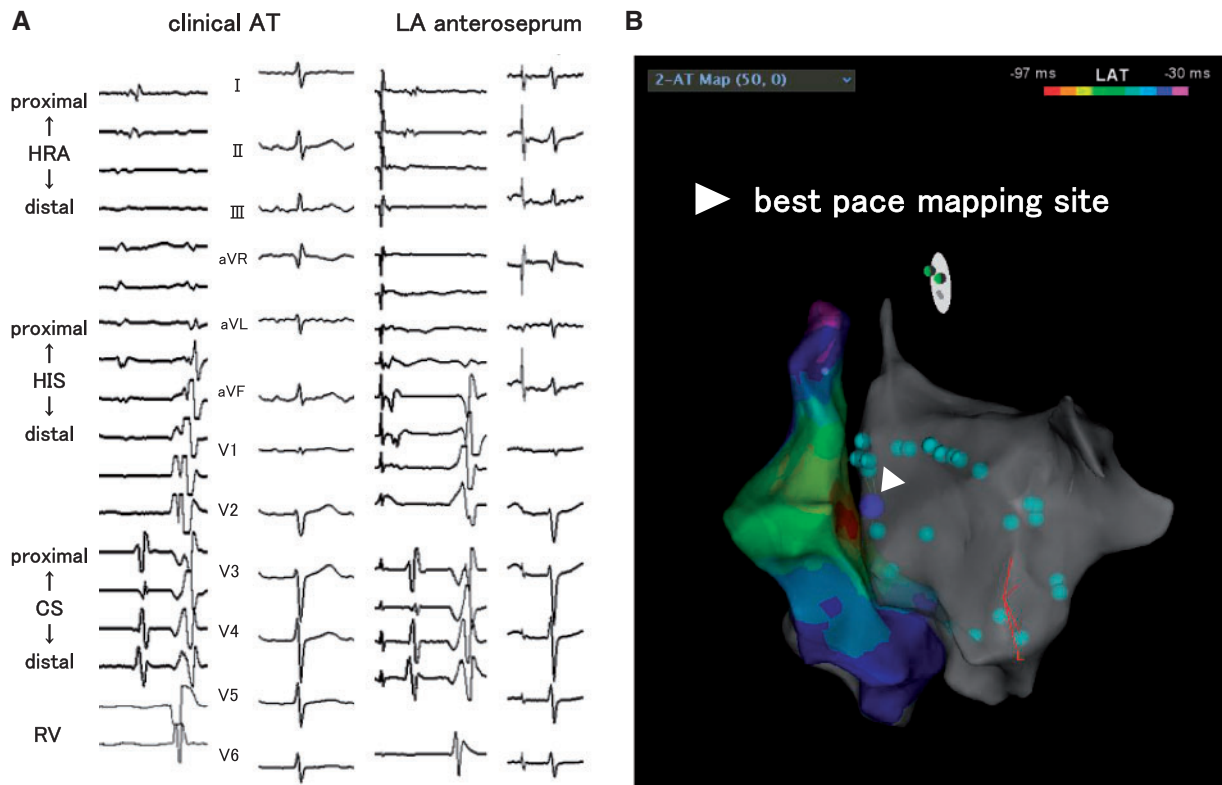 A
clinical AT
LA anteroseprum
proximal
↑
HRA
↓
distal
proximal
↑
HIS
↓
distal
proximal
↑
CS
↓
distal
RV
I
II
III
aVR
aVL
aVF
V1
V2
V3
V4
V5
V6
B
2-AT Map (50, 0)
-97 ms LAT -30 ms
best pace mapping site